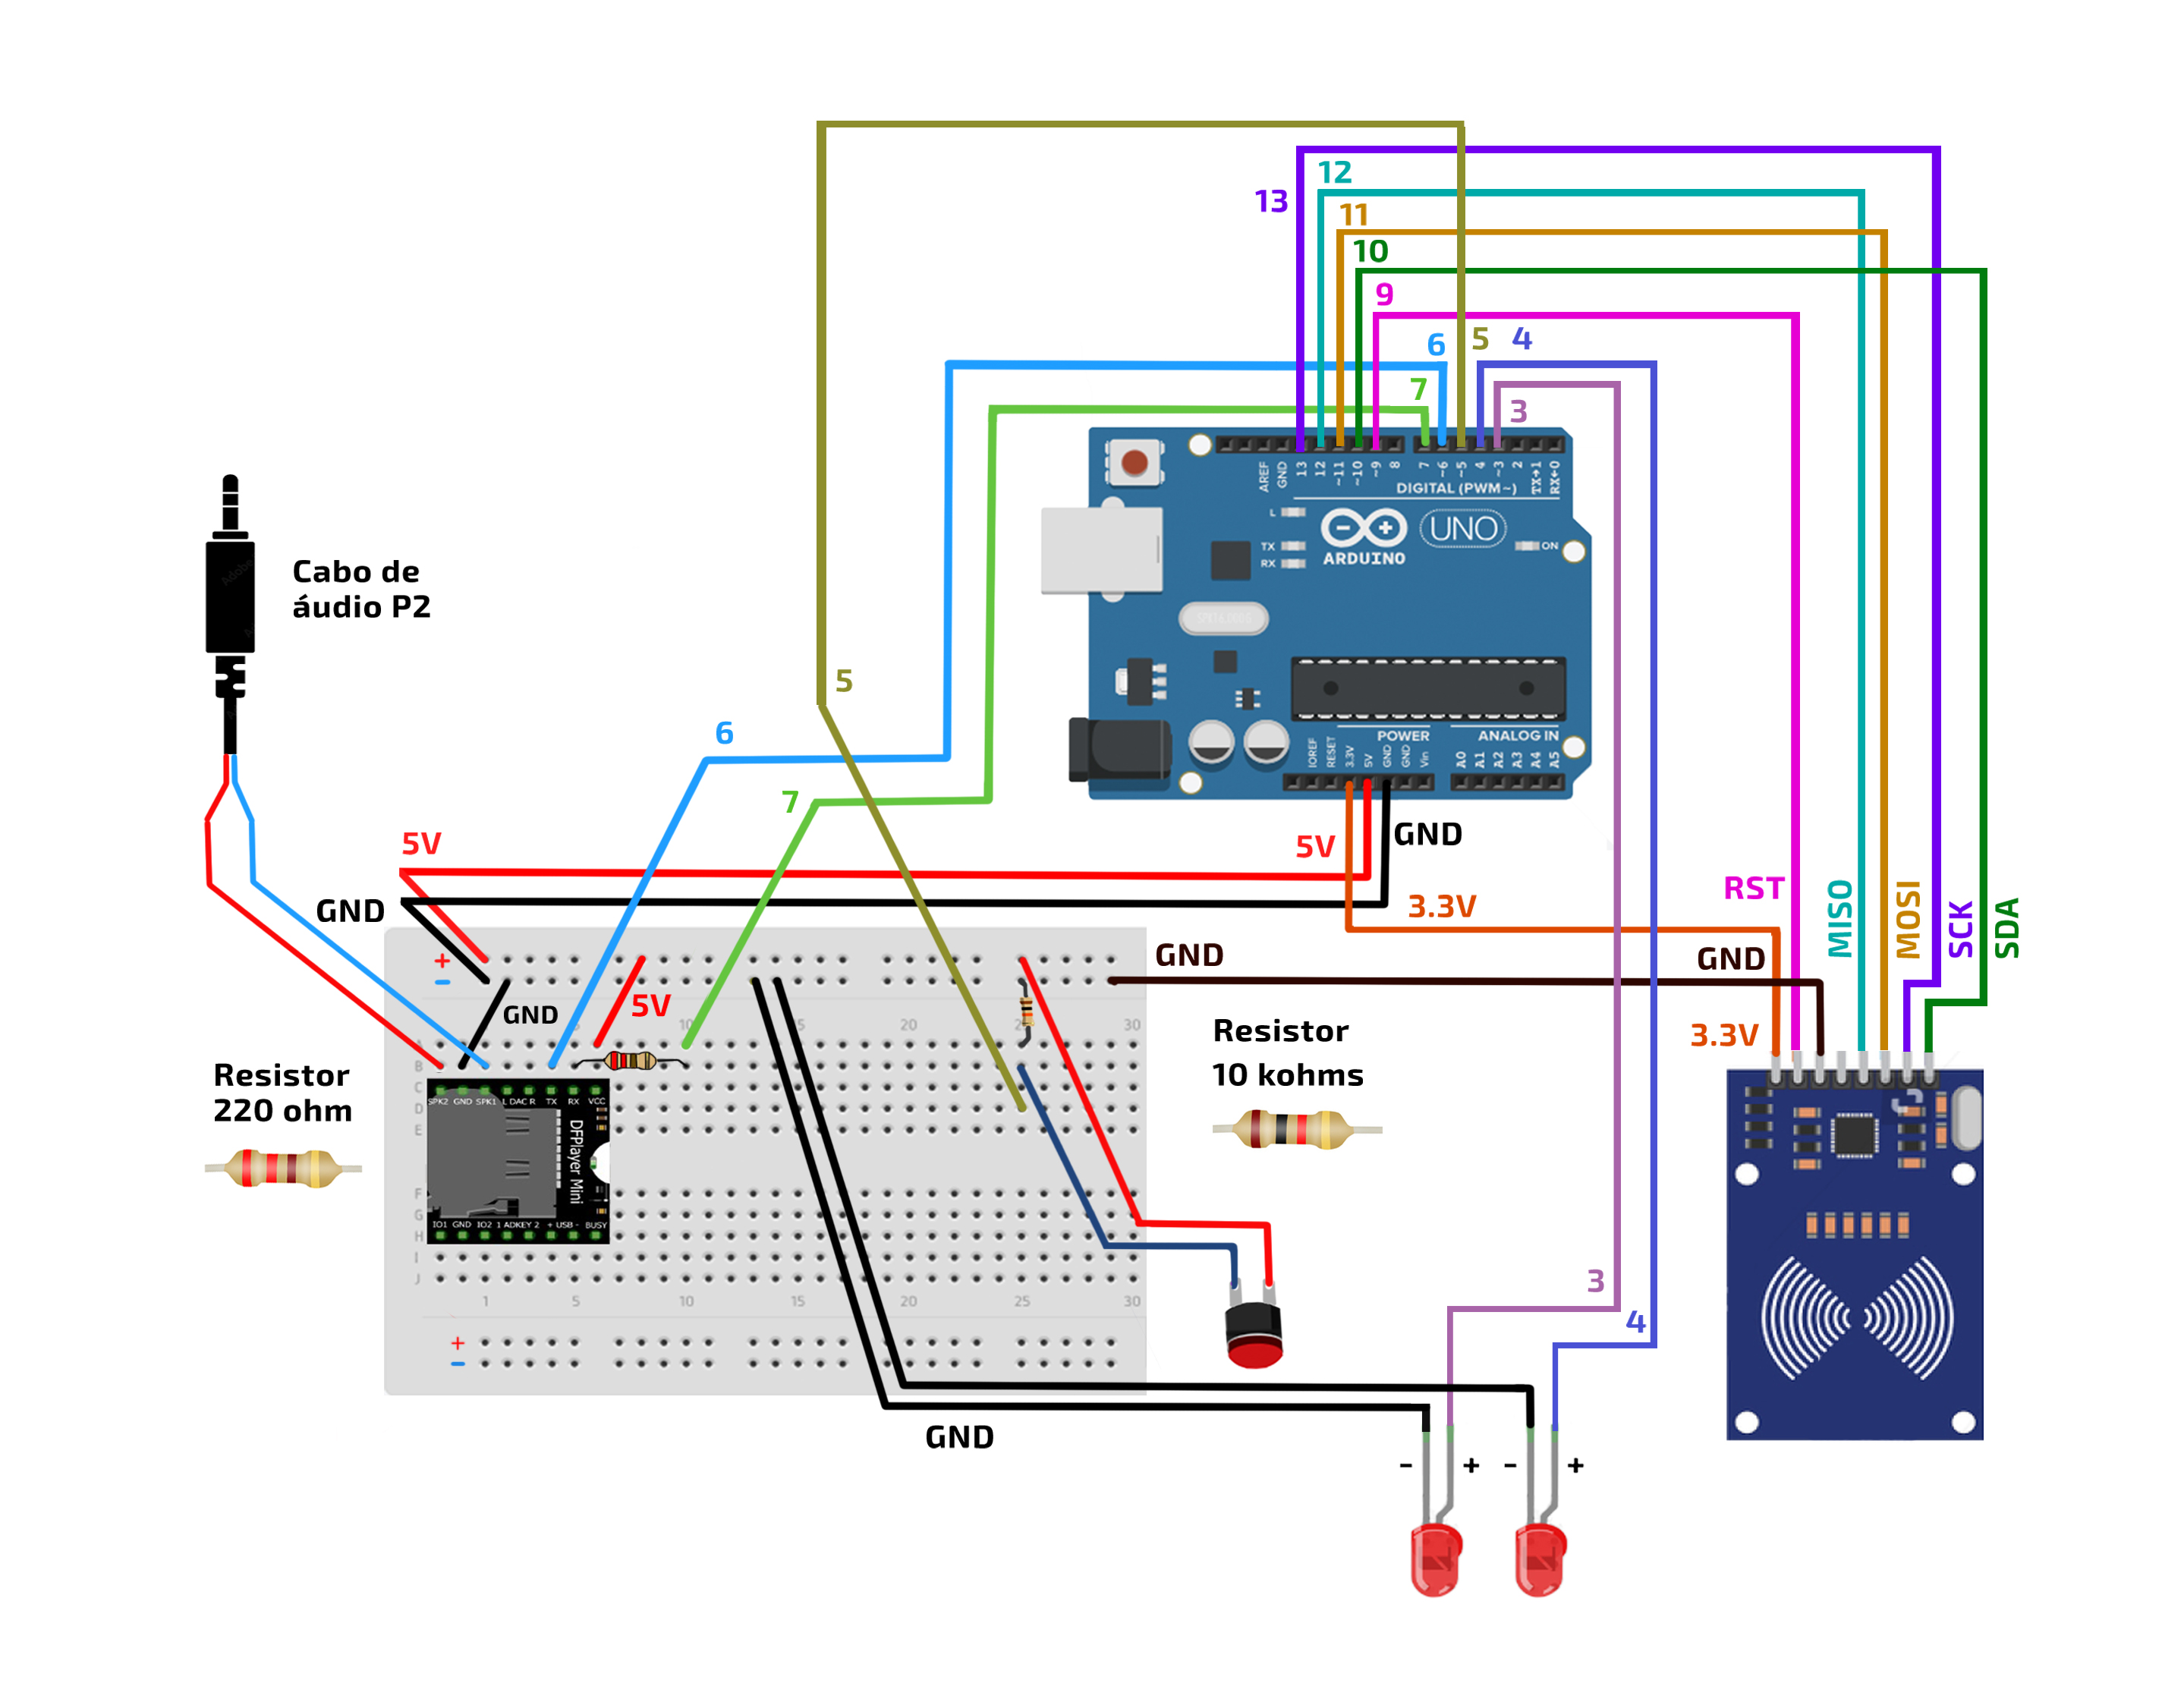 12
13
11
10
9
6
5
4
7
3
AREF
GND
13
12
~11
~10
~9
8
7
~6
~5
4
~3
2
TX→1
RX←0
DIGITAL (PWM~)
L
TX
RX
ARDUINO
UNO
ON
Cabo de
áudio P2
5
6
7
POWER
ANALOG IN
IOREF
RESET
3.3V
5V
GND
GND
Vin
A0
A1
A2
A3
A4
A5
5V
5V
GND
GND
3.3V
RST
MISO
MOSI
SCK
SDA
+
−
GND
GND
3.3V
GND
5V
10
20
30
Resistor
10 kohms
Resistor
220 ohm
A
B
C
D
E
SPK2 GND SPK1 L DAC R TX RX VCC
DFPlayer Mini
IO1 GND IO2 1 ADKEY 2 + USB - BUSY
F
G
H
I
J
1
5
10
15
20
25
30
+
−
3
4
GND
- + - +